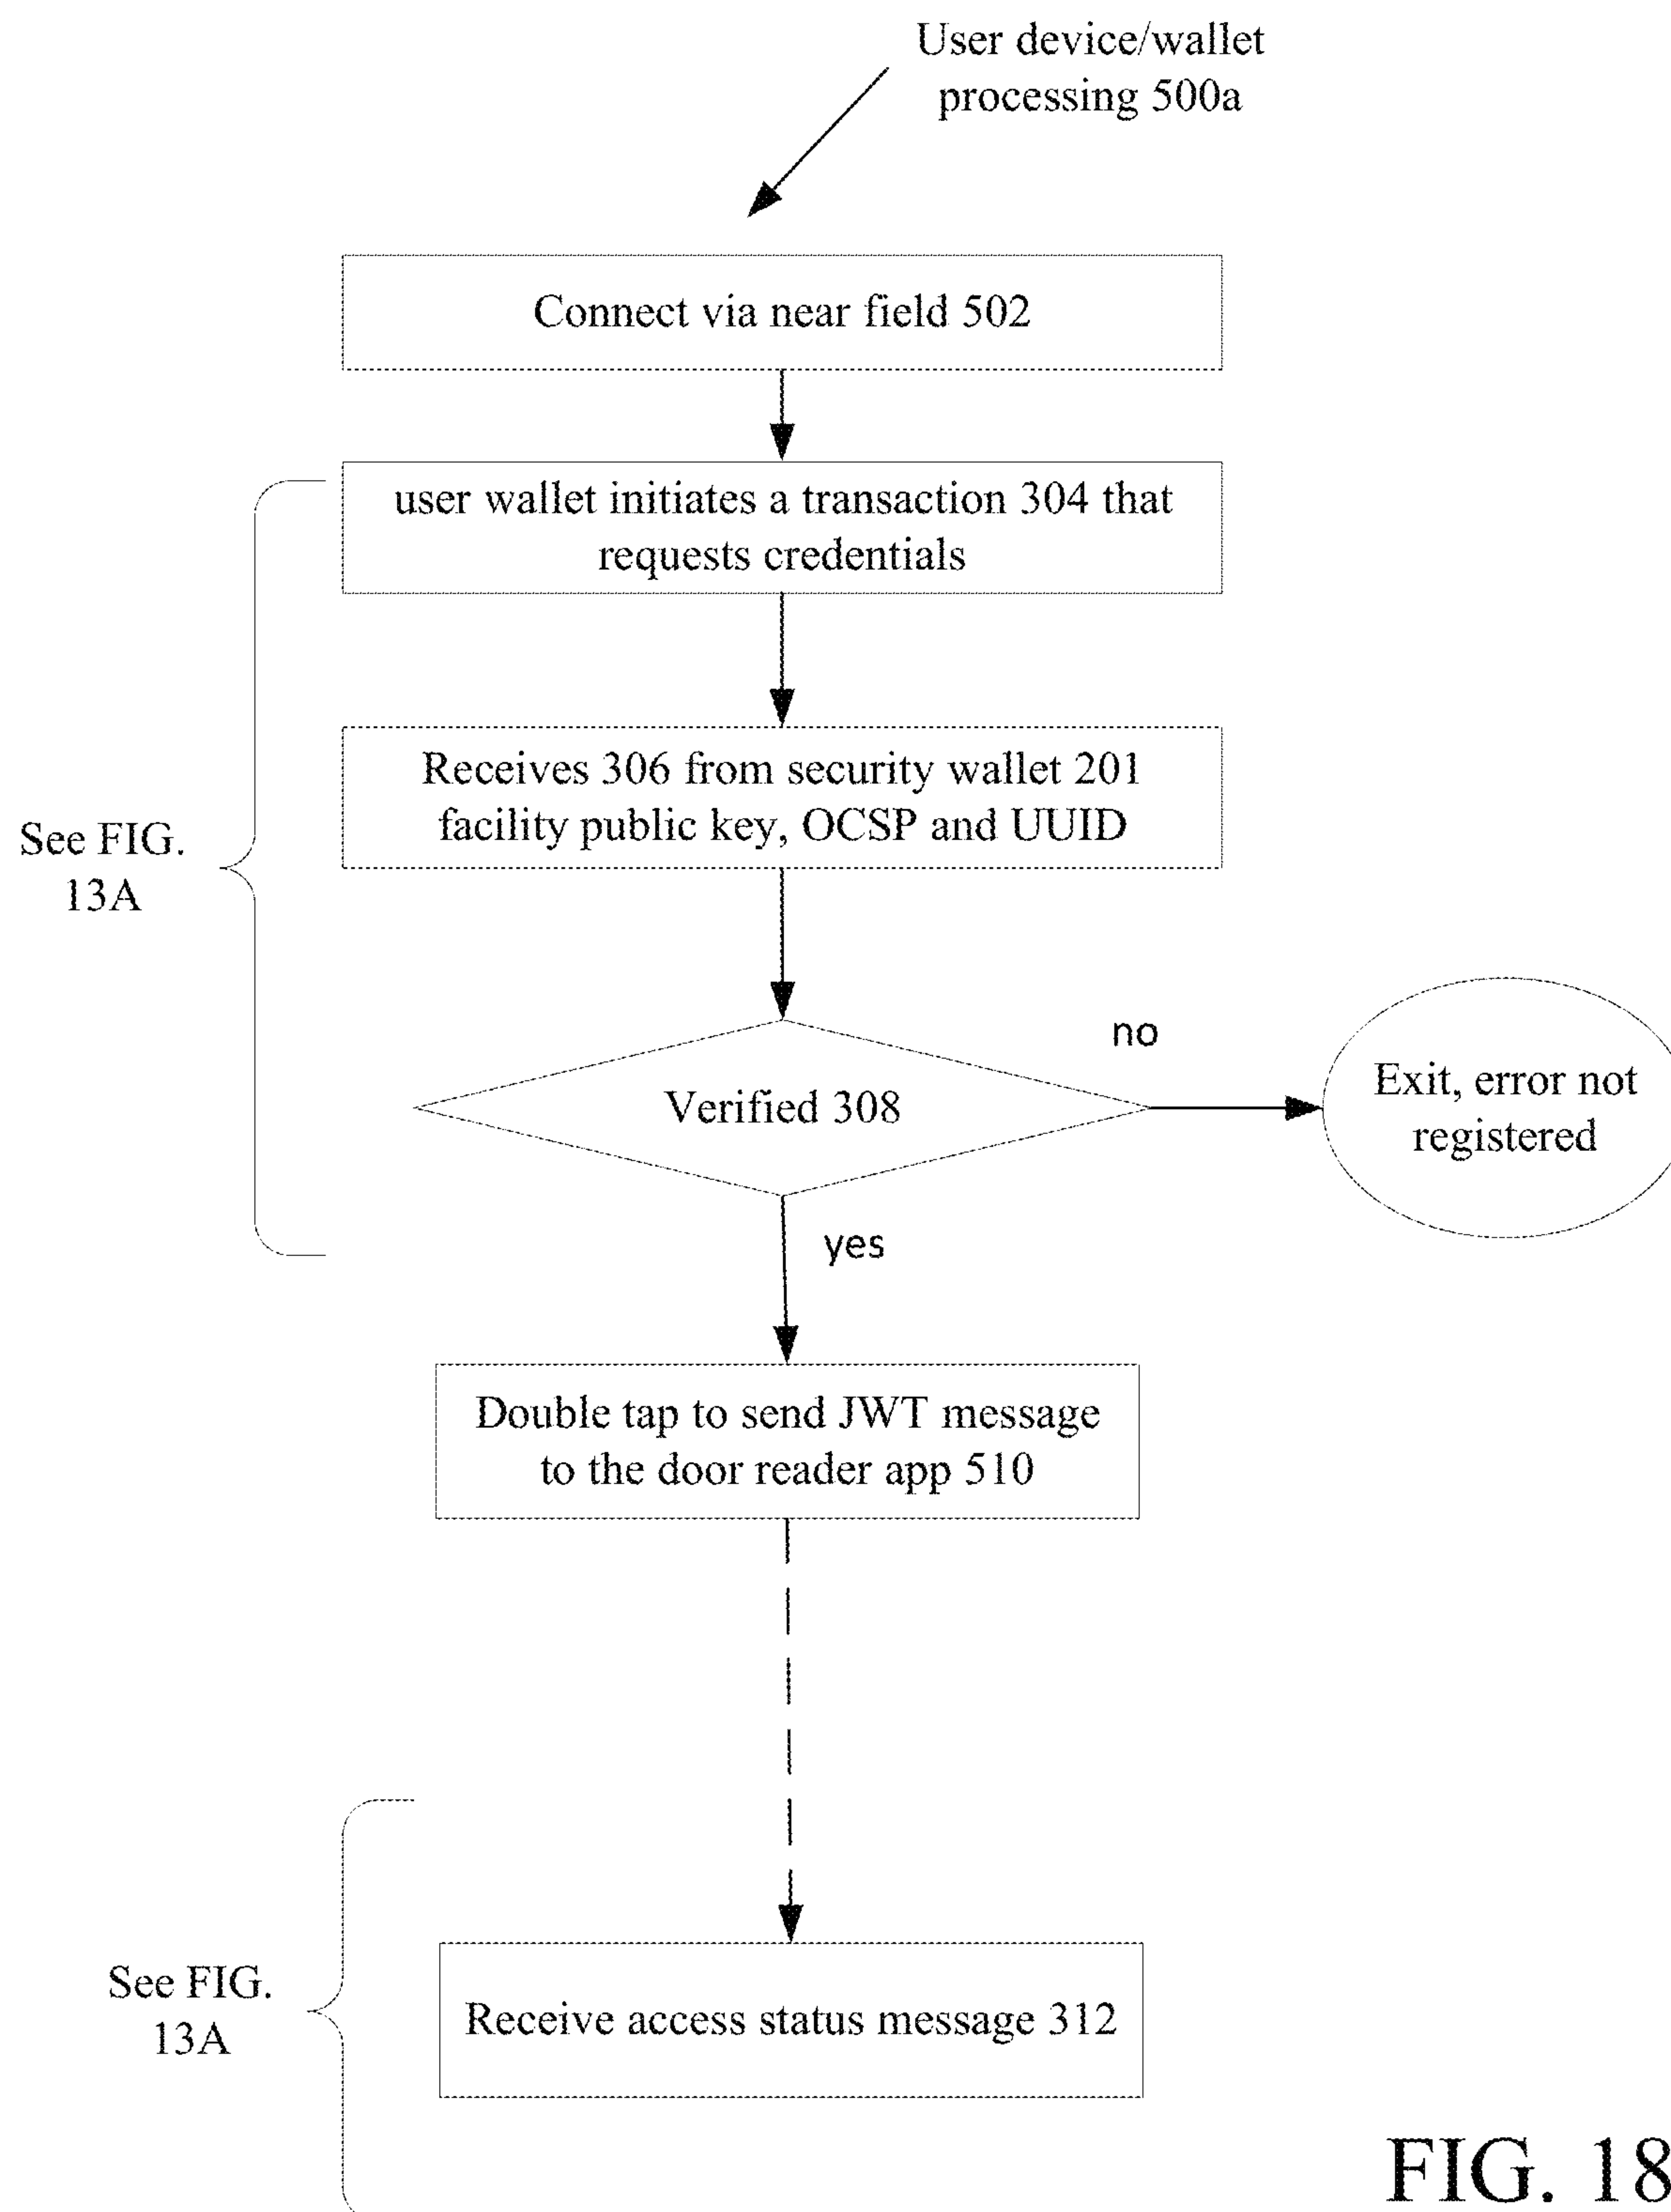 User device/wallet
processing 500a
Connect via near field 502
user wallet initiates a transaction 304 that
requests credentials
Receives 306 from security wallet 201
facility public key, OCSP and UUID
See FIG.
13A
Verified 308
no
Exit, error not
registered
yes
Double tap to send JWT message
to the door reader app 510
See FIG.
13A
Receive access status message 312
FIG. 18